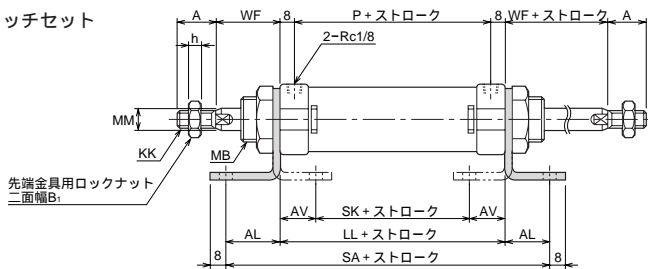 ッチセット
A
WF
8
P+ストローク
8
WF+ストローク
A
h
2-Rc1/8
MM
KK
MB
先端金具用ロックナット
二面幅B₁
AV
SK+ストローク
AV
AL
LL+ストローク
AL
8
SA+ストローク
8